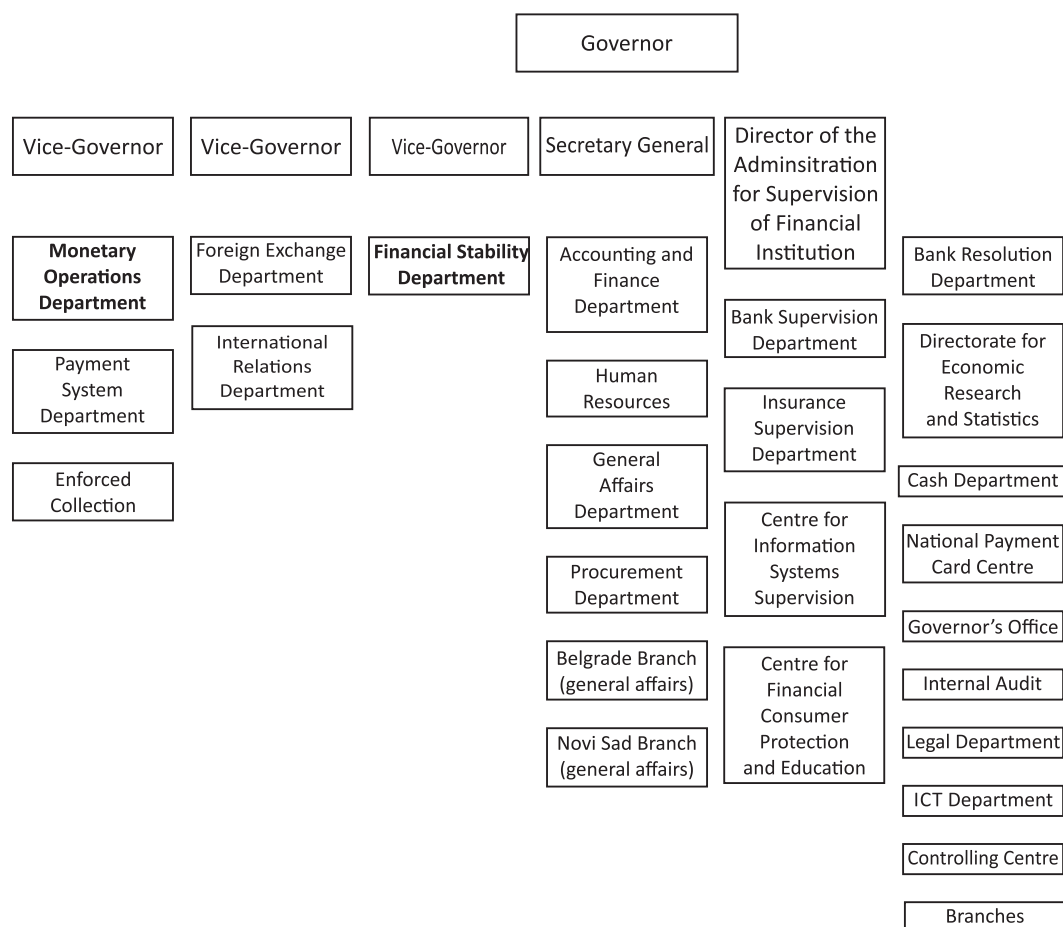 Governor
Vice-Governor
Monetary
Operations
Department
Payment
System
Department
Enforced
Collection
Vice-Governor
Foreign Exchange
Department
International
Relations
Department
Vice-Governor
Financial Stability
Department
Secretary General
Accounting and
Finance
Department
Human
Resources
General
Affairs
Department
Procurement
Department
Belgrade Branch
(general affairs)
Novi Sad Branch
(general affairs)
Director of the
Adminsitration
for Supervision
of Financial
Institution
Bank Supervision
Department
Insurance
Supervision
Department
Centre for
Information
Systems
Supervision
Centre for
Financial
Consumer
Protection
and Education
Bank Resolution
Department
Directorate for
Economic
Research
and Statistics
Cash Department
National Payment
Card Centre
Governor’s Office
Internal Audit
Legal Department
ICT Department
Controlling Centre
Branches